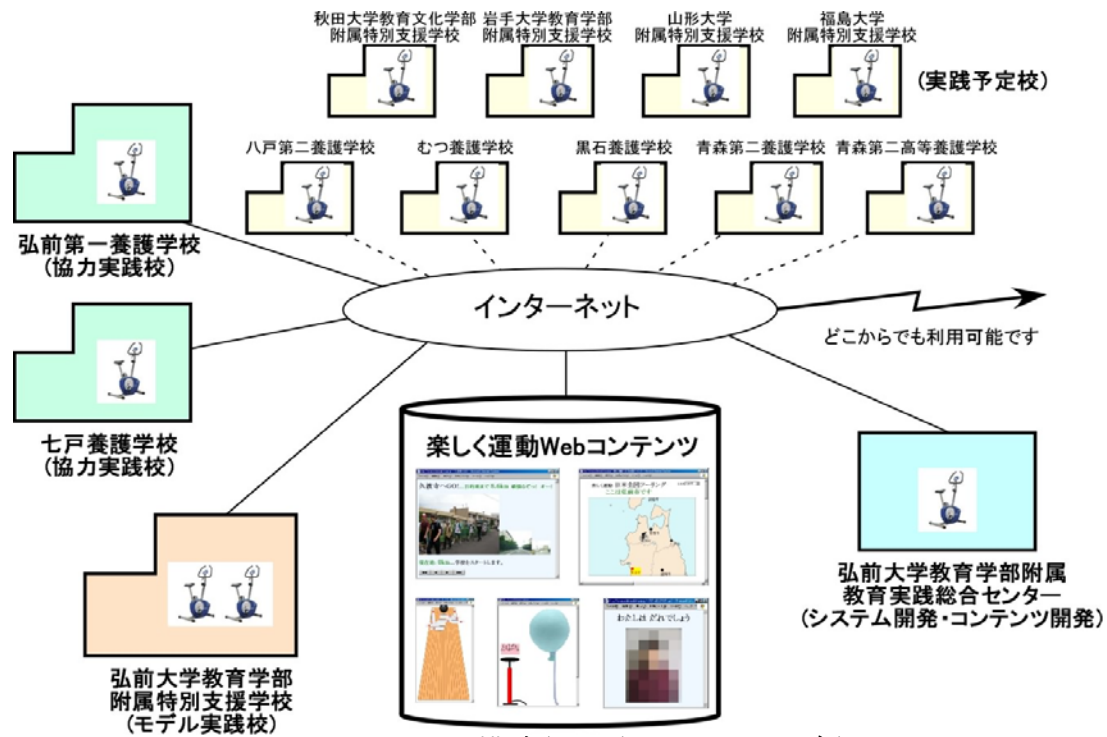 秋田大学教育文化学部
附属特別支援学校
岩手大学教育学部
附属特別支援学校
山形大学
附属特別支援学校
福島大学
附属特別支援学校
(実践予定校)
八戸第二養護学校
むつ養護学校
黒石養護学校
青森第二養護学校
青森第二高等養護学校
弘前第一養護学校
(協力実践校)
インターネット
どこからでも利用可能です
七戸養護学校
(協力実践校)
楽しく運動Webコンテンツ
日本全国ツーリング
わたしは だれでしょう
弘前大学教育学部附属
教育実践総合センター
(システム開発・コンテンツ開発)
弘前大学教育学部
附属特別支援学校
(モデル実践校)